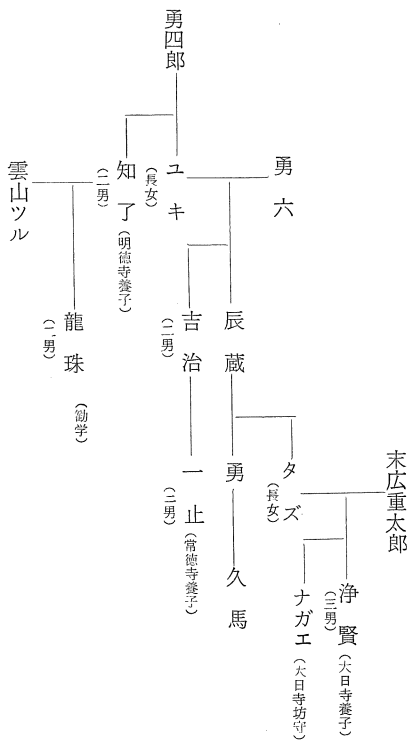 勇四郎
勇六
ユキ
(長女)
知了(明徳寺養子)
(二男)
雲山ツル
辰蔵
吉治
(二男)
龍珠(勧学)
(二男)
末広重太郎
タズ
(長女)
勇
一止(常徳寺養子)
(三男)
久馬
浄賢(大日寺養子)
(三男)
ナガエ(大日寺坊守)